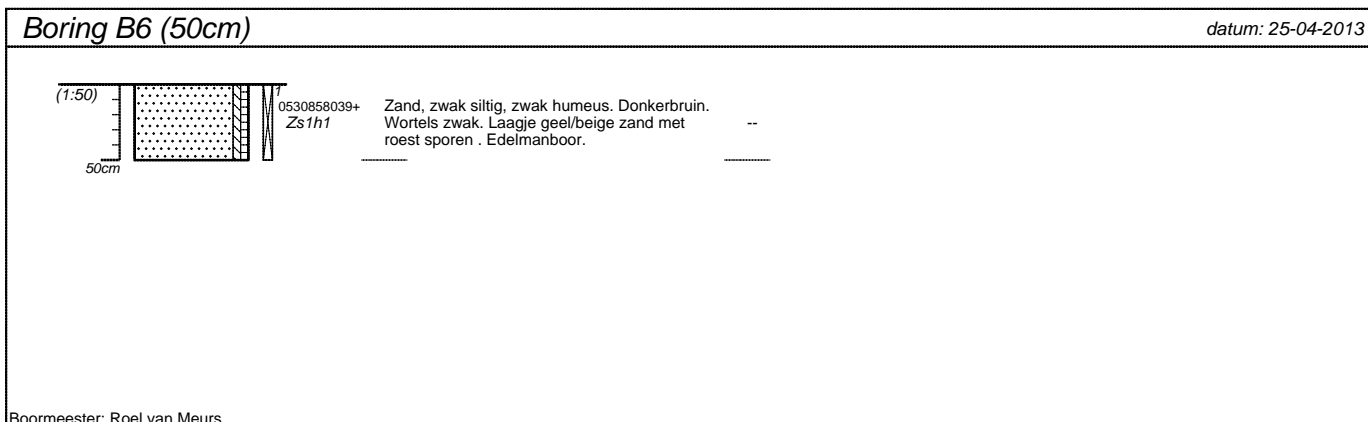 Boring B6 (50cm)
datum: 25-04-2013
(1:50)
1
0530858039+
Zs1h1
Zand, zwak siltig, zwak humeus. Donkerbruin.
Wortels zwak. Laagje geel/beige zand met
roest sporen . Edelmanboor.
--
50cm
Boormeester: Roel van Meurs